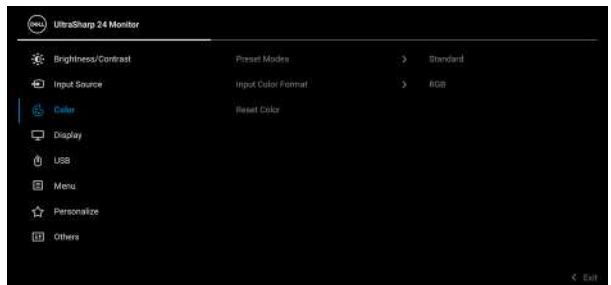 DELL UltraSharp 24 Monitor
Brightness/Contrast Preset Modes > Standard
Input Source Input Color Format > RGB
Color Reset Color
Display
USB
Menu
Personalize
Others
< Exit